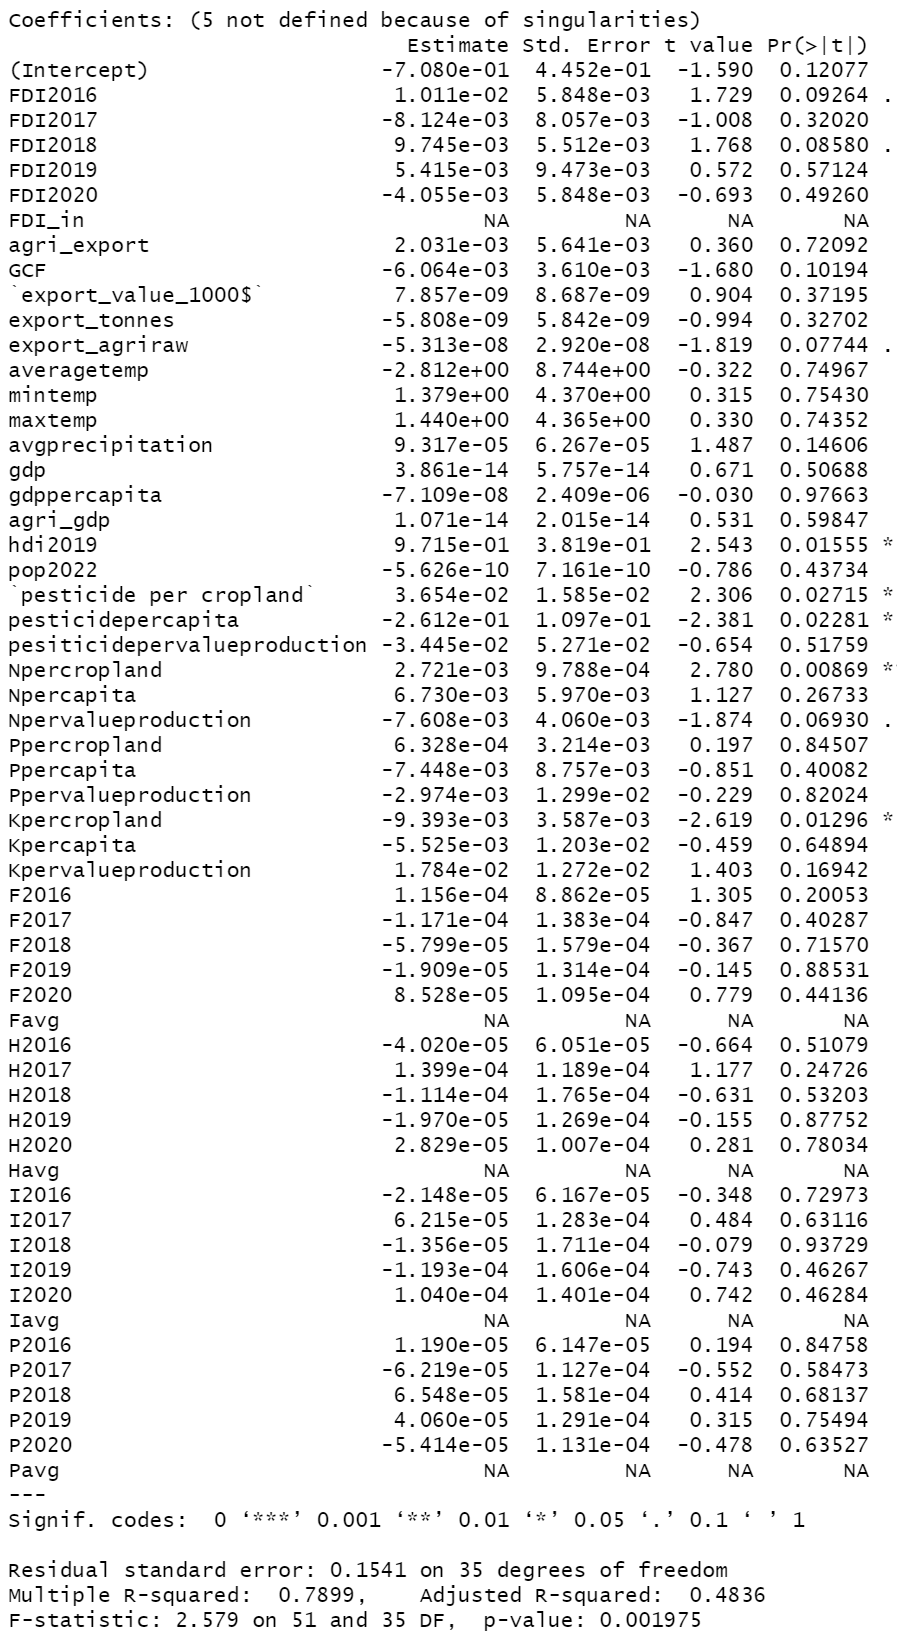 Coefficients: (5 not defined because of singularities)
Estimate Std. Error t value Pr(>|t|)
(Intercept) -7.080e-01 4.452e-01 -1.590 0.12077
FDI2016 1.011e-02 5.848e-03 1.729 0.09264 .
FDI2017 -8.124e-03 8.057e-03 -1.008 0.32020
FDI2018 9.745e-03 5.512e-03 1.768 0.08580 .
FDI2019 5.415e-03 9.473e-03 0.572 0.57124
FDI2020 -4.055e-03 5.848e-03 -0.693 0.49260
FDI_in NA NA NA NA
agri_export 2.031e-03 5.641e-03 0.360 0.72092
GCF -6.064e-03 3.610e-03 -1.680 0.10194
`export_value_1000$` 7.857e-09 8.687e-09 0.904 0.37195
export_tonnes -5.808e-09 5.842e-09 -0.994 0.32702
export_agriraw -5.313e-08 2.920e-08 -1.819 0.07744 .
averagetemp -2.812e+00 8.744e+00 -0.322 0.74967
mintemp 1.379e+00 4.370e+00 0.315 0.75430
maxtemp 1.440e+00 4.365e+00 0.330 0.74352
avgprecipitation 9.317e-05 6.267e-05 1.487 0.14606
gdp 3.861e-14 5.757e-14 0.671 0.50688
gdppercapita -7.109e-08 2.409e-06 -0.030 0.97663
agri_gdp 1.071e-14 2.015e-14 0.531 0.59847
hdi2019 9.715e-01 3.819e-01 2.543 0.01555 *
pop2022 -5.626e-10 7.161e-10 -0.786 0.43734
`pesticide per cropland` 3.654e-02 1.585e-02 2.306 0.02715 *
pesticidepercapita -2.612e-01 1.097e-01 -2.381 0.02281 *
pesiticidepervalueproduction -3.445e-02 5.271e-02 -0.654 0.51759
Npercropland 2.721e-03 9.788e-04 2.780 0.00869 *
Npercapita 6.730e-03 5.970e-03 1.127 0.26733
Npervalueproduction -7.608e-03 4.060e-03 -1.874 0.06930 .
Ppercropland 6.328e-04 3.214e-03 0.197 0.84507
Ppercapita -7.448e-03 8.757e-03 -0.851 0.40082
Ppervalueproduction -2.974e-03 1.299e-02 -0.229 0.82024
Kpercropland -9.393e-03 3.587e-03 -2.619 0.01296 *
Kpercapita -5.525e-03 1.203e-02 -0.459 0.64894
Kpervalueproduction 1.784e-02 1.272e-02 1.403 0.16942
F2016 1.156e-04 8.862e-05 1.305 0.20053
F2017 -1.171e-04 1.383e-04 -0.847 0.40287
F2018 -5.799e-05 1.579e-04 -0.367 0.71570
F2019 -1.909e-05 1.314e-04 -0.145 0.88531
F2020 8.528e-05 1.095e-04 0.779 0.44136
Favg NA NA NA NA
H2016 -4.020e-05 6.051e-05 -0.664 0.51079
H2017 1.399e-04 1.189e-04 1.177 0.24726
H2018 -1.114e-04 1.765e-04 -0.631 0.53203
H2019 -1.970e-05 1.269e-04 -0.155 0.87752
H2020 2.829e-05 1.007e-04 0.281 0.78034
Havg NA NA NA NA
I2016 -2.148e-05 6.167e-05 -0.348 0.72973
I2017 6.215e-05 1.283e-04 0.484 0.63116
I2018 -1.356e-05 1.711e-04 -0.079 0.93729
I2019 -1.193e-04 1.606e-04 -0.743 0.46267
I2020 1.040e-04 1.401e-04 0.742 0.46284
Iavg NA NA NA NA
P2016 1.190e-05 6.147e-05 0.194 0.84758
P2017 -6.219e-05 1.127e-04 -0.552 0.58473
P2018 6.548e-05 1.581e-04 0.414 0.68137
P2019 4.060e-05 1.291e-04 0.315 0.75494
P2020 -5.414e-05 1.131e-04 -0.478 0.63527
Pavg NA NA NA NA
---
Signif. codes: 0 ‘***’ 0.001 ‘**’ 0.01 ‘*’ 0.05 ‘.’ 0.1 ‘ ’ 1
Residual standard error: 0.1541 on 35 degrees of freedom
Multiple R-squared: 0.7899, Adjusted R-squared: 0.4836
F-statistic: 2.579 on 51 and 35 DF, p-value: 0.001975